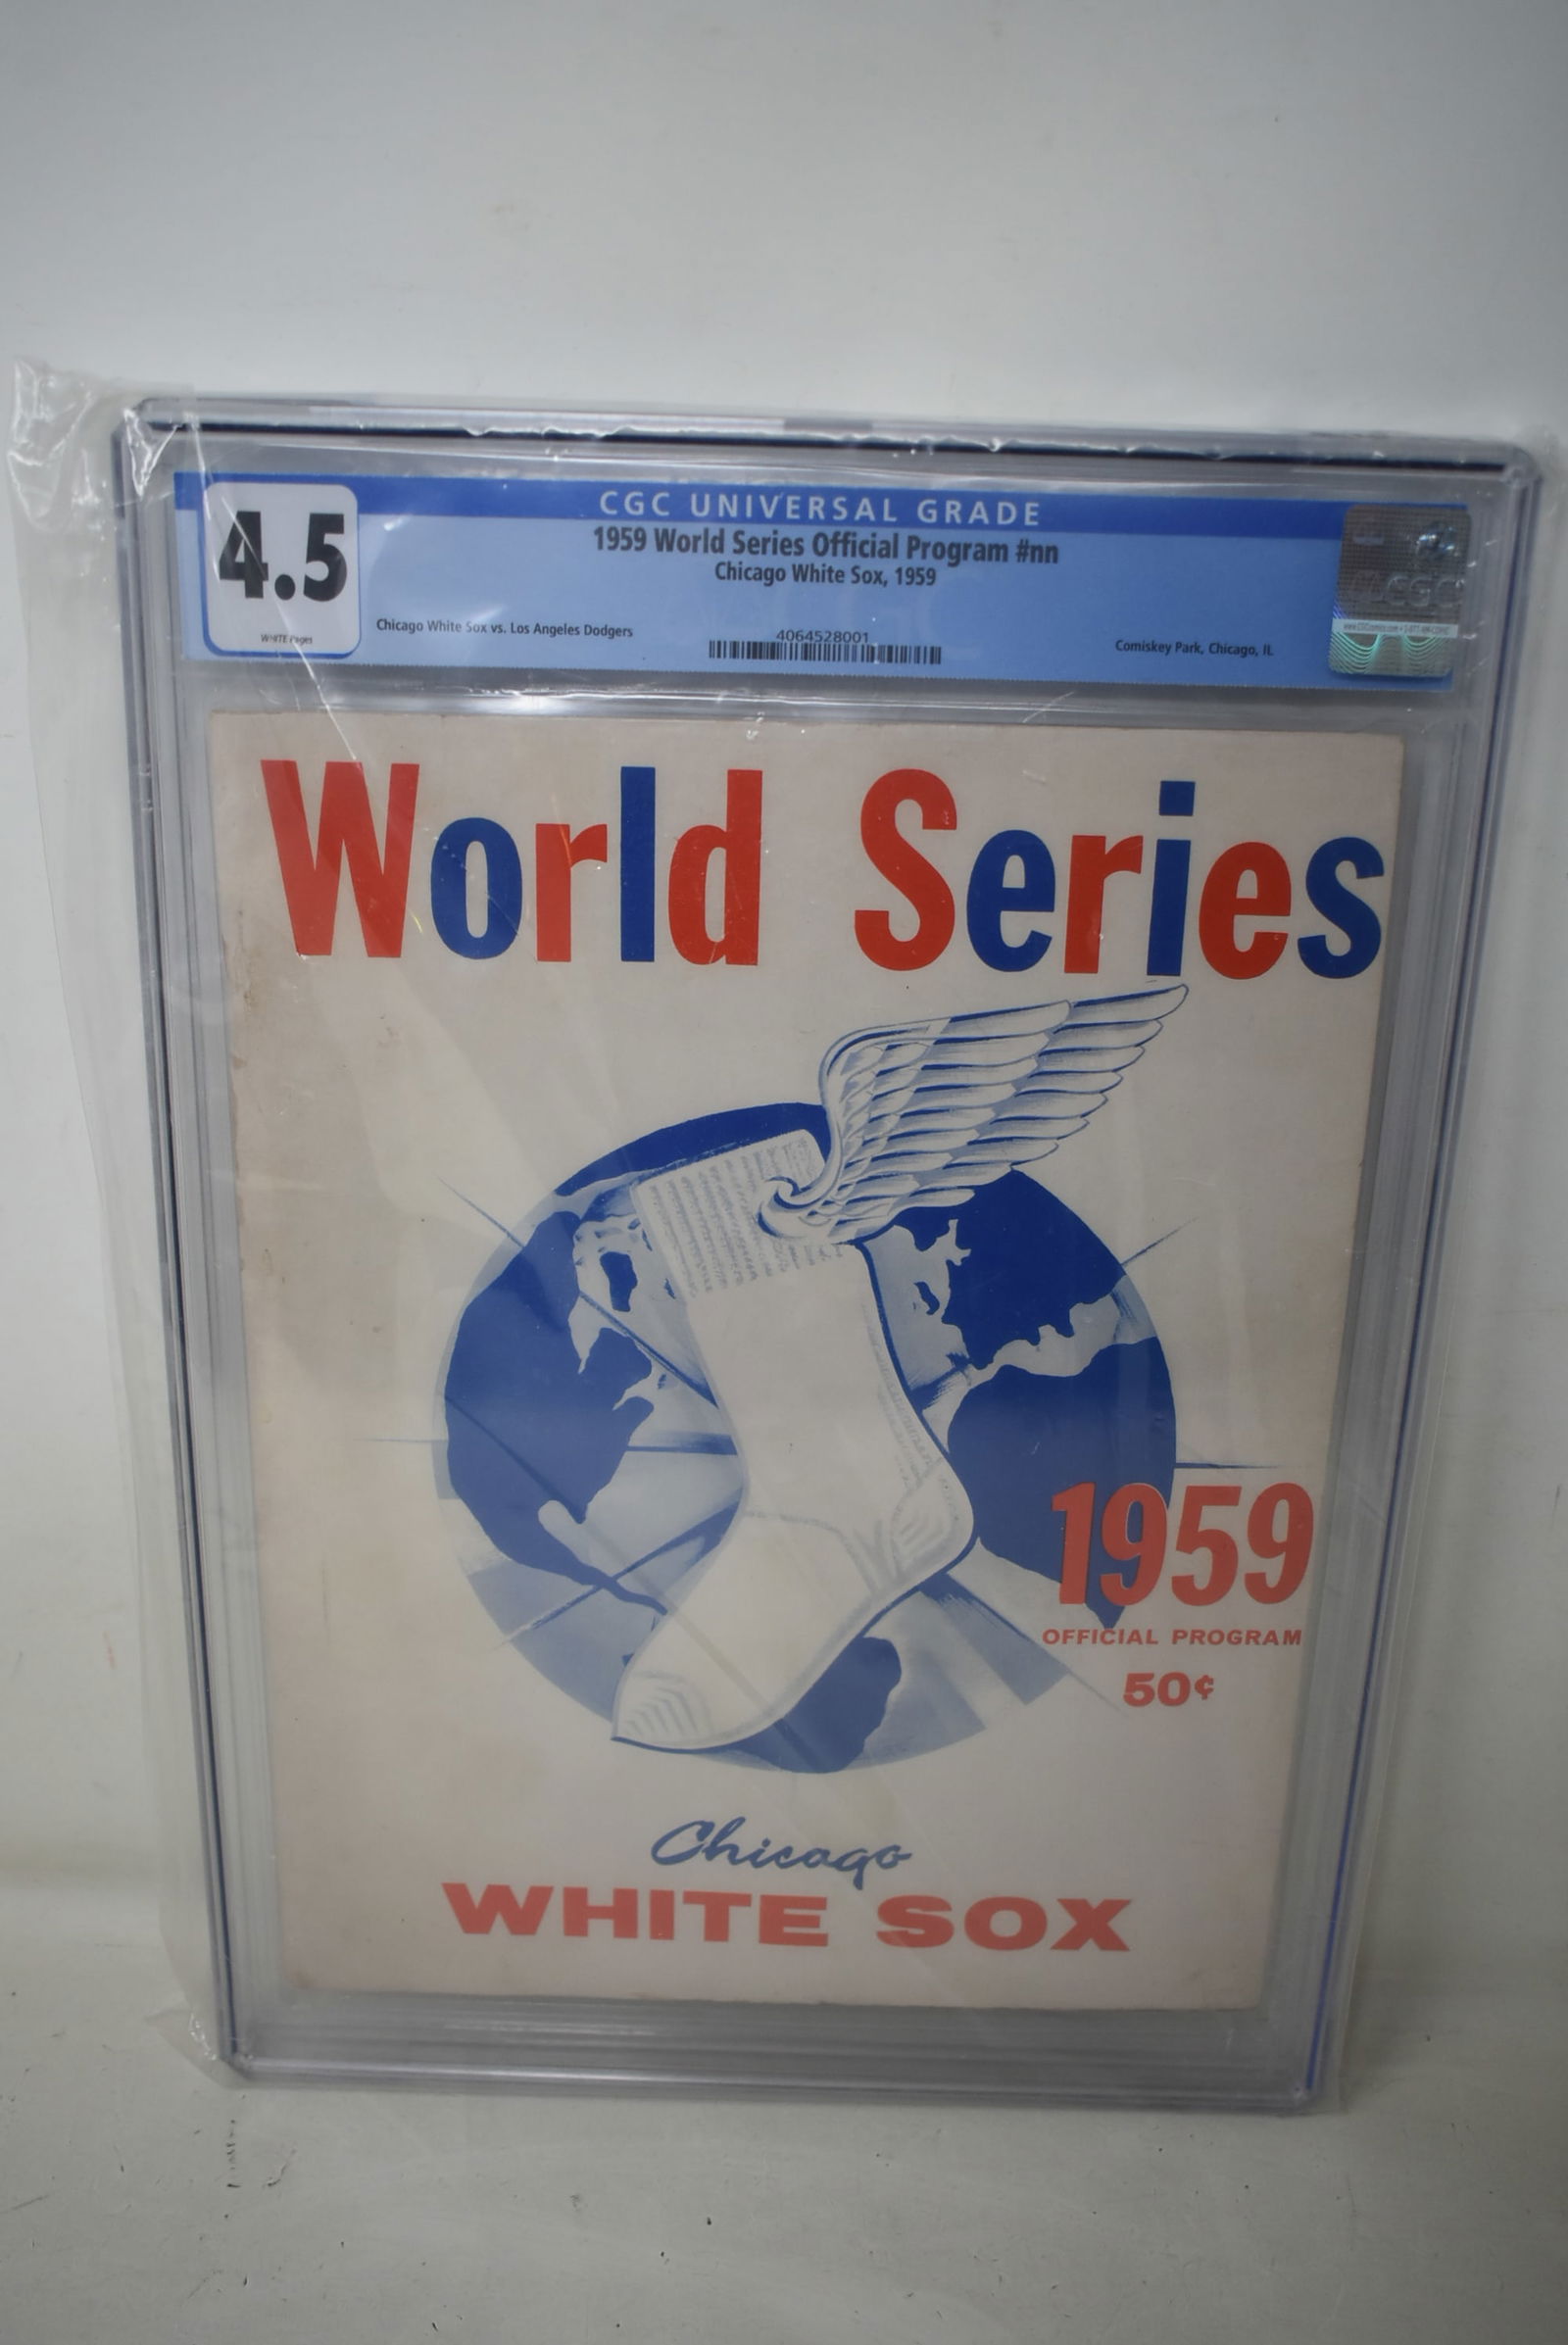 CGC UNIVERSAL GRADE
4.5
WHITE Pages
1959 World Series Official Program #nn
Chicago White Sox, 1959
Chicago White Sox vs. Los Angeles Dodgers
4064528001
Comiskey Park, Chicago, IL
CGC
World Series
1959
OFFICIAL PROGRAM
50¢
Chicago
WHITE SOX